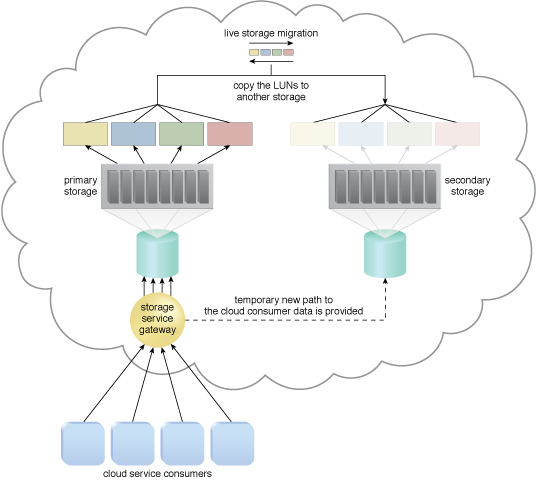 live storage migration
copy the LUNs to
another storage
primary
storage
secondary
storage
storage
service
gateway
temporary new path to
the cloud consumer data is provided
cloud service consumers